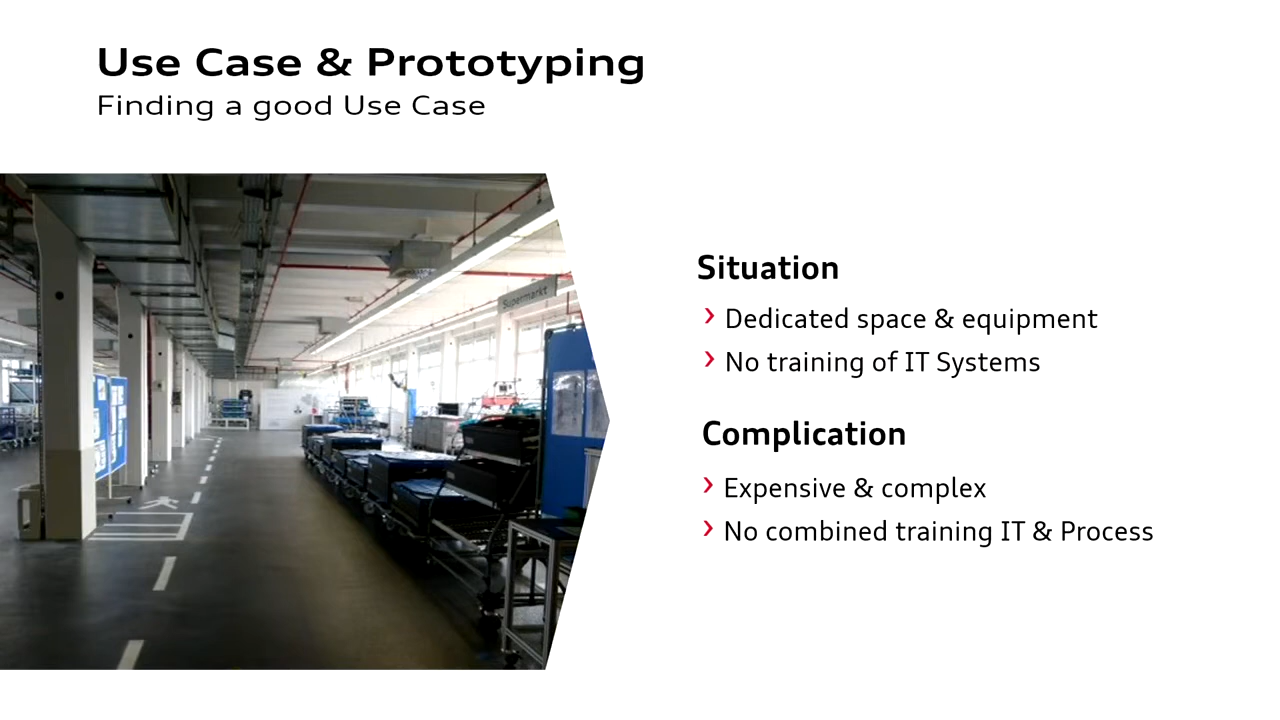 Use Case & Prototyping
Finding a good Use Case
Supermarkt
Situation
› Dedicated space & equipment
› No training of IT Systems
Complication
› Expensive & complex
› No combined training IT & Process